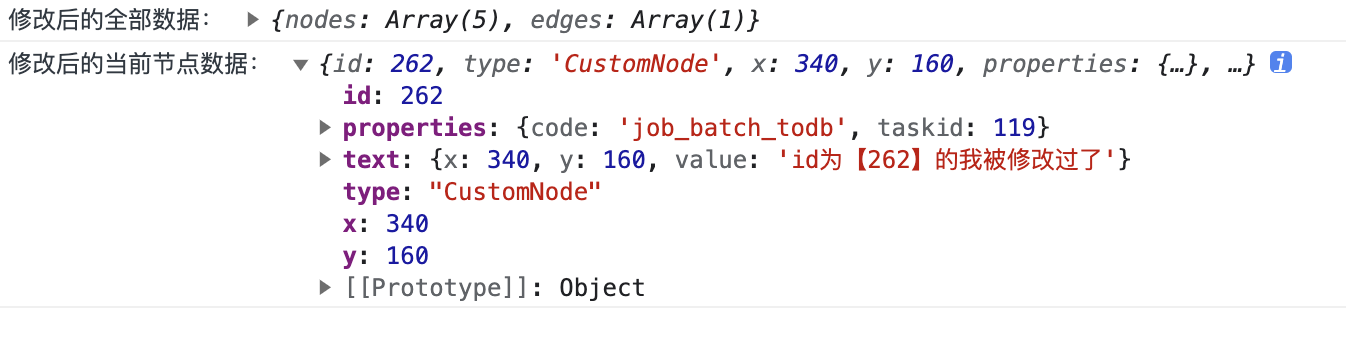 修改后的全部数据： ▶ {nodes: Array(5), edges: Array(1)}
修改后的当前节点数据： ▼ {id: 262, type: 'CustomNode', x: 340, y: 160, properties: {…}, …} i
id: 262
▶ properties: {code: 'job_batch_todb', taskid: 119}
▶ text: {x: 340, y: 160, value: 'id为【262】的我被修改过了'}
type: "CustomNode"
x: 340
y: 160
▶ [[Prototype]]: Object